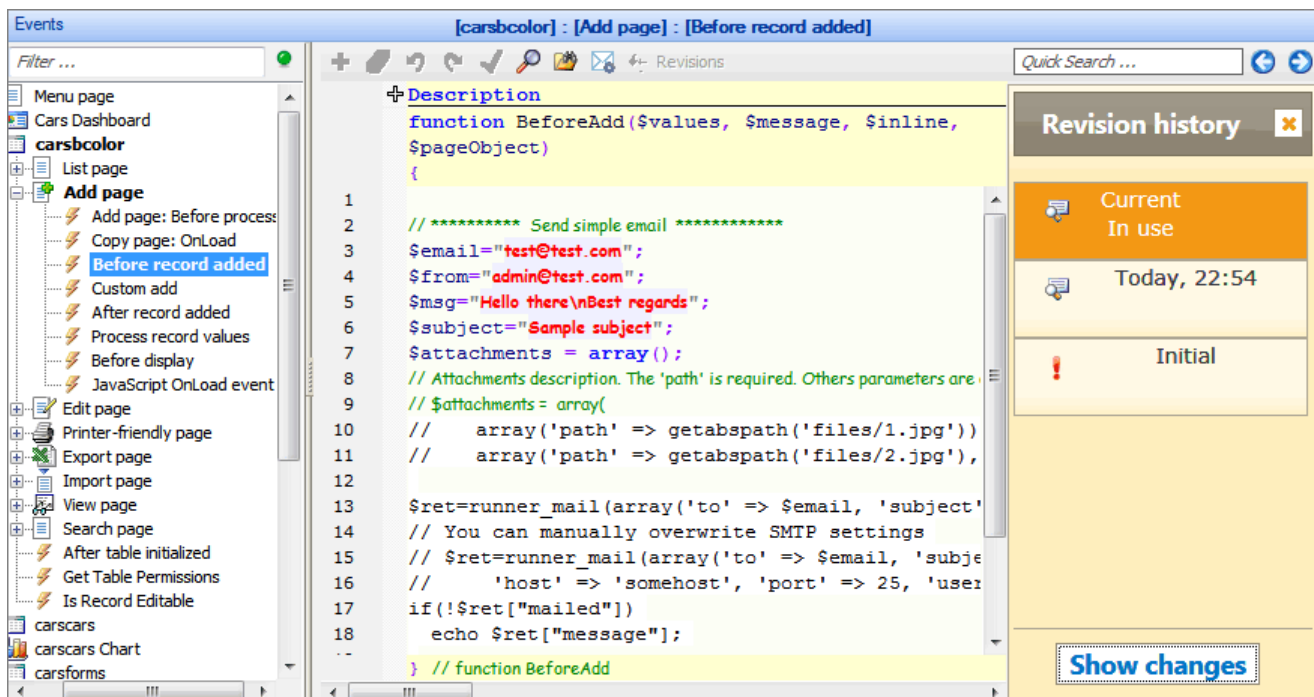 Events
[carsbcolor] : [Add page] : [Before record added]
Filter ...
Menu page
Cars Dashboard
carsbcolor
List page
Add page
Add page: Before process
Copy page: OnLoad
Before record added
Custom add
After record added
Process record values
Before display
JavaScript OnLoad event
Edit page
Printer-friendly page
Export page
Import page
View page
Search page
After table initialized
Get Table Permissions
Is Record Editable
carscars
carscars Chart
carsforms
Revisions
Description
function BeforeAdd($values, $message, $inline,
$pageObject)
{
1
2 // ********** Send simple email ************
3 $email="test@test.com";
4 $from="admin@test.com";
5 $msg="Hello there\nBest regards";
6 $subject="Sample subject";
7 $attachments = array();
8 // Attachments description. The 'path' is required. Others parameters are
9 // $attachments = array(
10 // array('path' => getabspath('files/1.jpg'))
11 // array('path' => getabspath('files/2.jpg'),
12
13 $ret=runner_mail(array('to' => $email, 'subject'
14 // You can manually overwrite SMTP settings
15 // $ret=runner_mail(array('to' => $email, 'subje
16 // 'host' => 'somehost', 'port' => 25, 'user
17 if(!$ret["mailed"])
18 echo $ret["message"];
} // function BeforeAdd
Quick Search ...
Revision history
Current
In use
Today, 22:54
Initial
Show changes